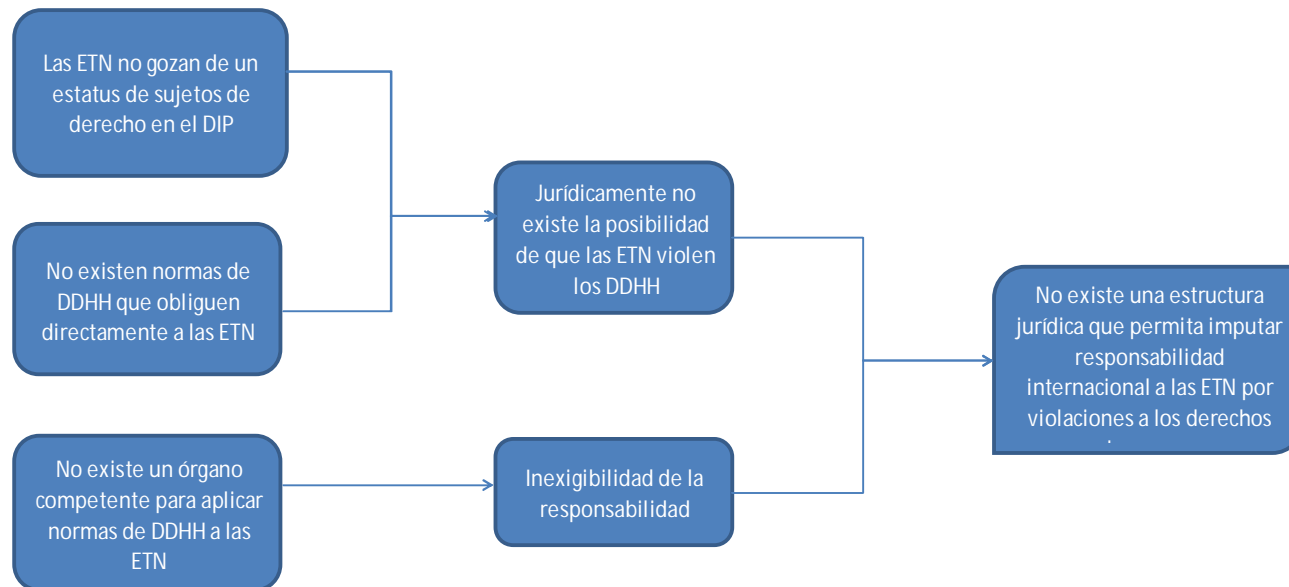 Las ETN no gozan de un
estatus de sujetos de
derecho en el DIP
No existen normas de
DDHH que obliguen
directamente a las ETN
No existe un órgano
competente para aplicar
normas de DDHH a las
ETN
Jurídicamente no
existe la posibilidad
de que las ETN violen
los DDHH
Inexigibilidad de la
responsabilidad
No existe una estructura
jurídica que permita imputar
responsabilidad
internacional a las ETN por
violaciones a los derechos